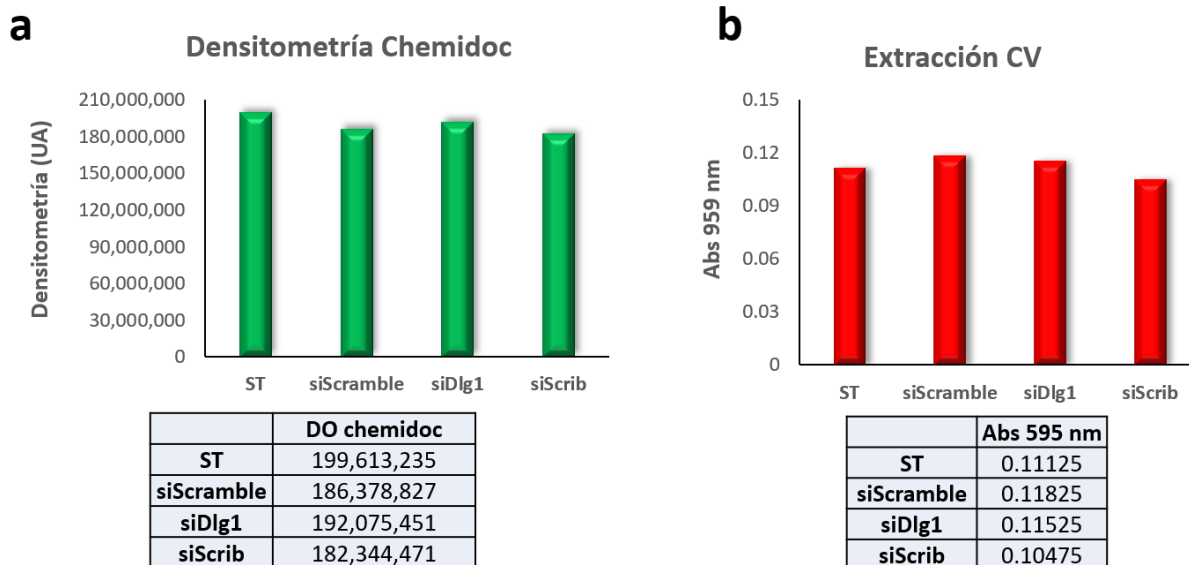 a
Densitometría Chemidoc
Densitometría (UA)
210,000,000
180,000,000
150,000,000
120,000,000
90,000,000
60,000,000
30,000,000
0
ST siScramble siDlg1 siScrib
DO chemidoc
ST 199,613,235
siScramble 186,378,827
siDlg1 192,075,451
siScrib 182,344,471
b
Extracción CV
Abs 959 nm
0.15
0.12
0.09
0.06
0.03
0
ST siScramble siDlg1 siScrib
Abs 595 nm
ST 0.11125
siScramble 0.11825
siDlg1 0.11525
siScrib 0.10475